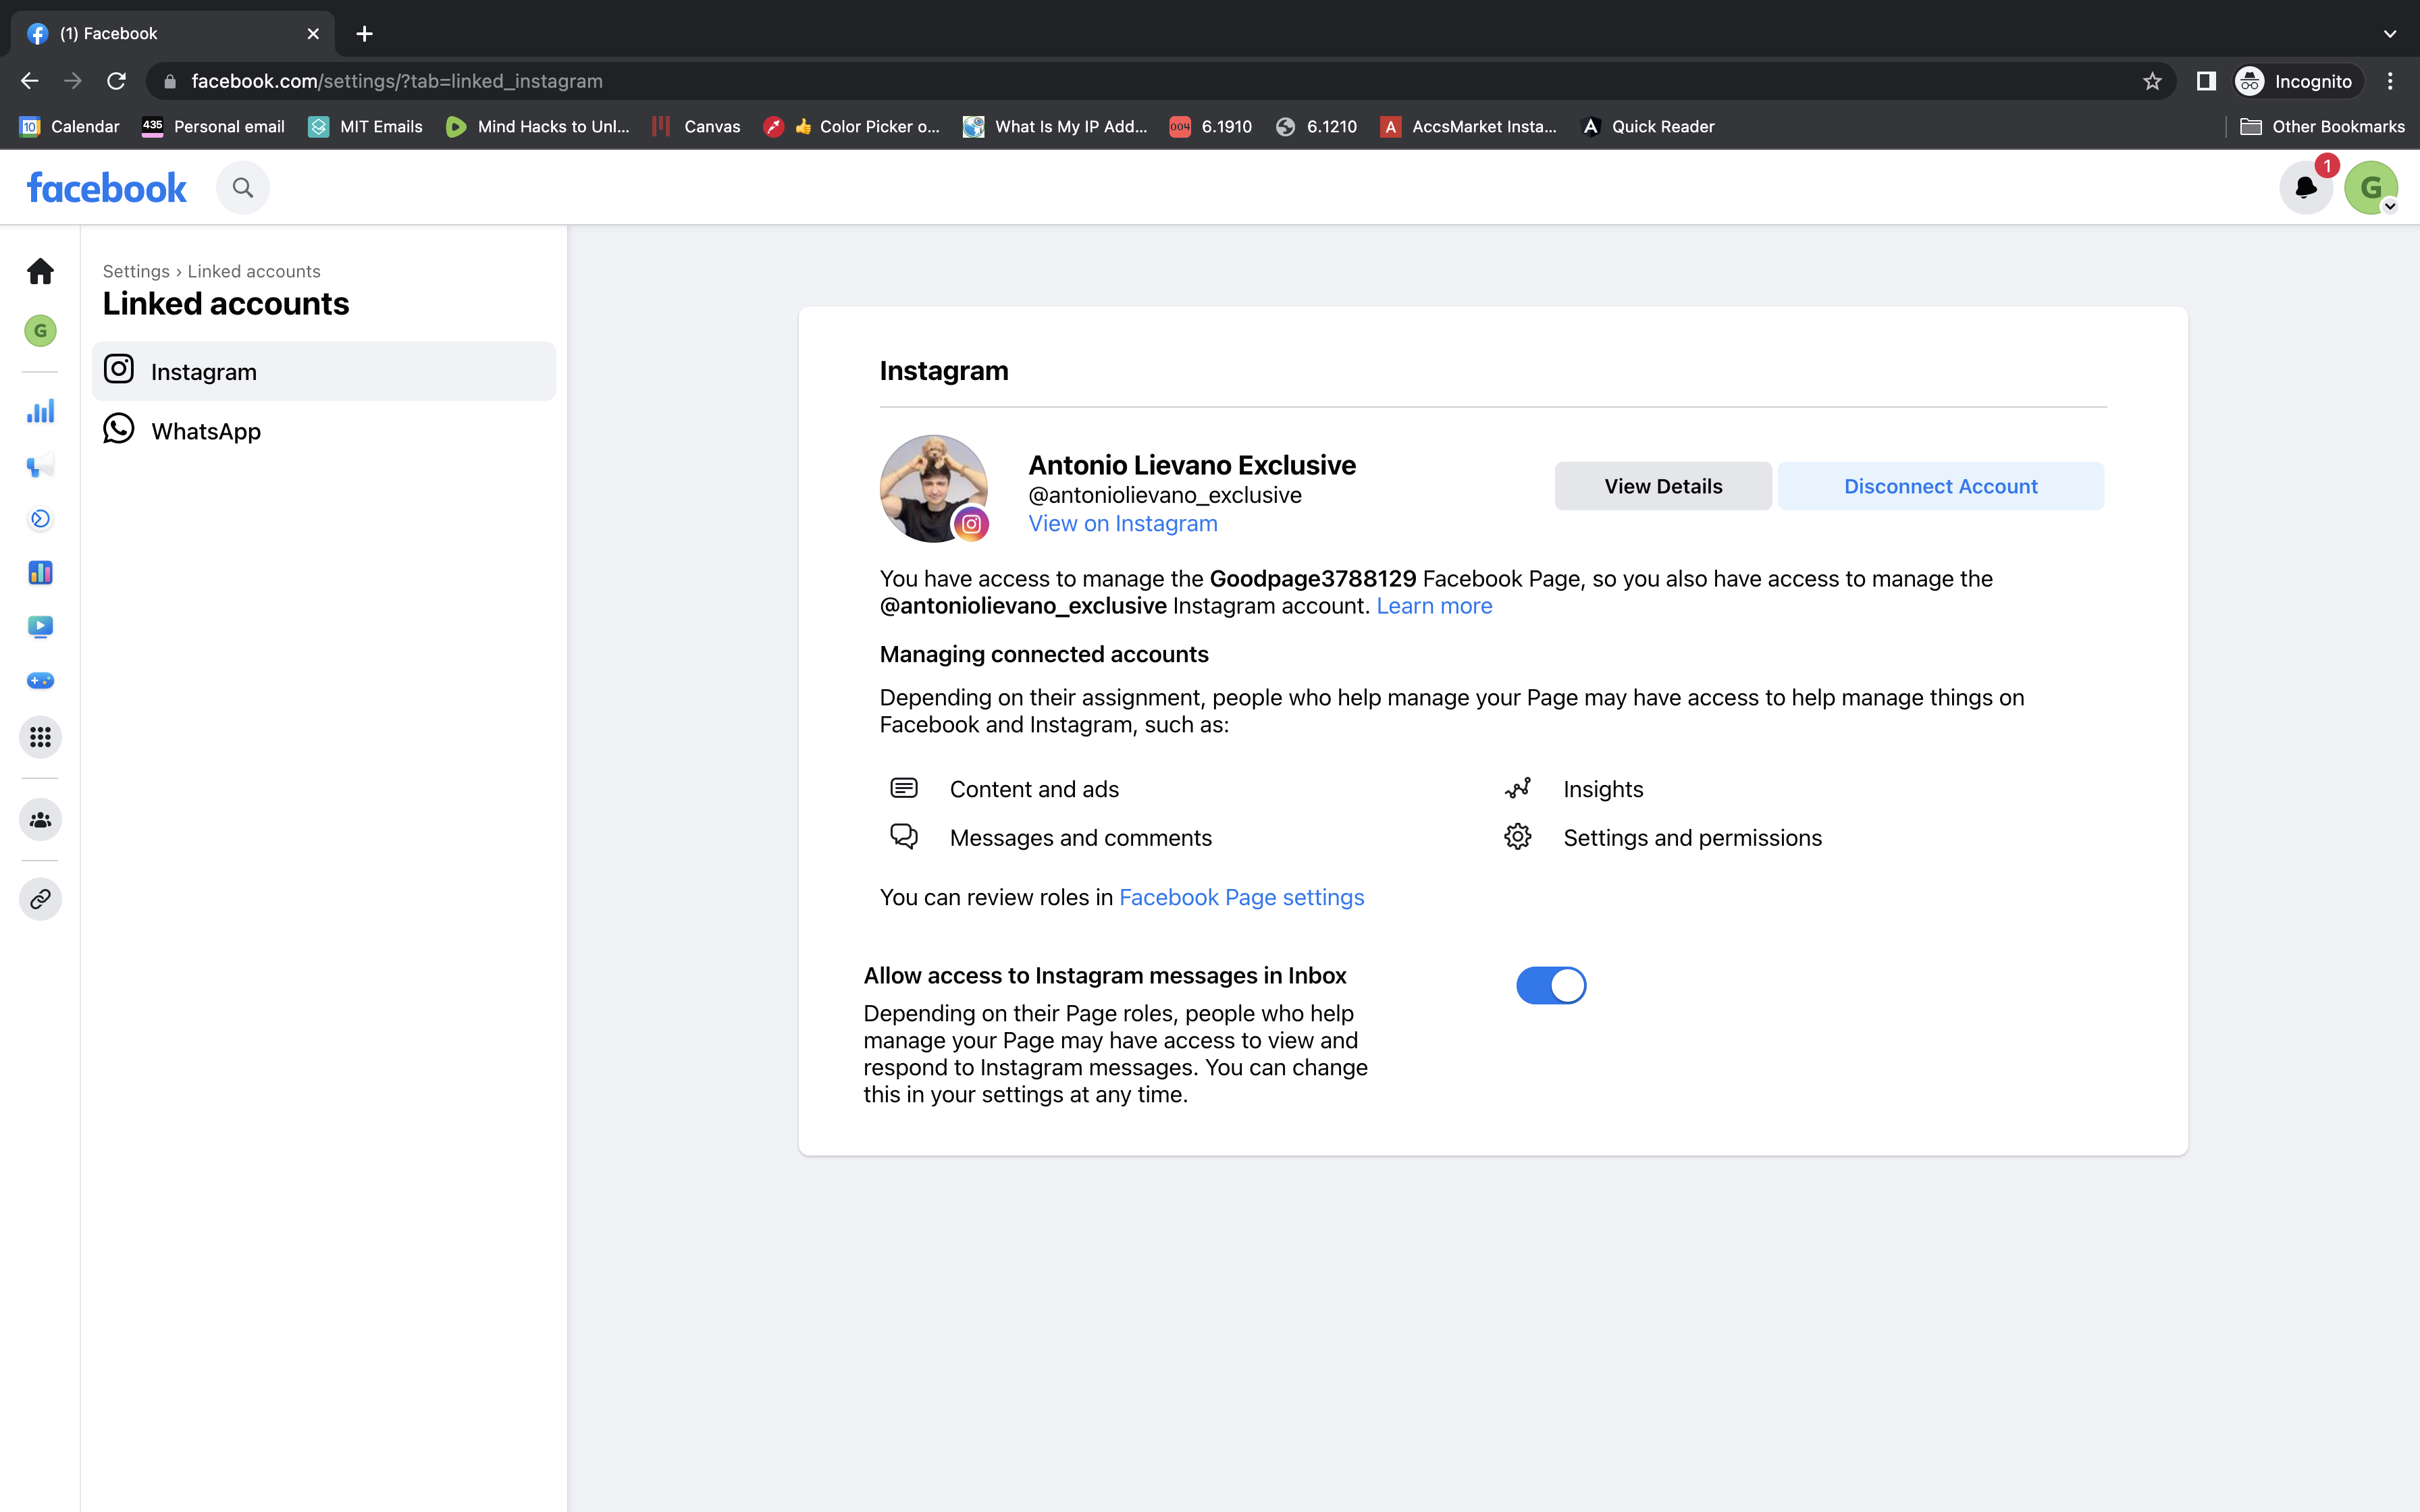 (1) Facebook
facebook.com/settings/?tab=linked_instagram
Incognito
10 Calendar
435 Personal email
MIT Emails
Mind Hacks to Unl...
Canvas
👍 Color Picker o...
What Is My IP Add...
004 6.1910
6.1210
A AccsMarket Insta...
Quick Reader
Other Bookmarks
facebook
1
G
G
Settings › Linked accounts
Linked accounts
Instagram
WhatsApp
Instagram
Antonio Lievano Exclusive
@antoniolievano_exclusive
View on Instagram
View Details
Disconnect Account
You have access to manage the Goodpage3788129 Facebook Page, so you also have access to manage the
@antoniolievano_exclusive Instagram account. Learn more
Managing connected accounts
Depending on their assignment, people who help manage your Page may have access to help manage things on
Facebook and Instagram, such as:
Content and ads
Insights
Messages and comments
Settings and permissions
You can review roles in Facebook Page settings
Allow access to Instagram messages in Inbox
Depending on their Page roles, people who help
manage your Page may have access to view and
respond to Instagram messages. You can change
this in your settings at any time.